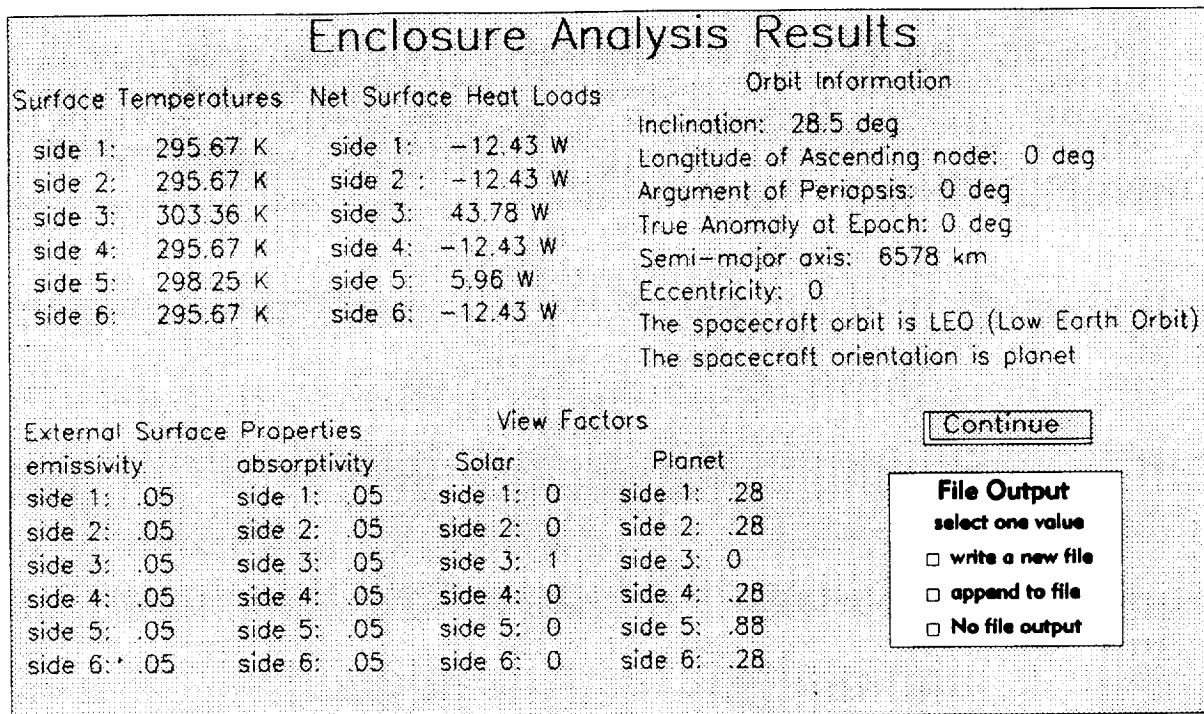 Enclosure Analysis Results
Surface Temperatures
side 1: 295.67 K
side 2: 295.67 K
side 3: 303.36 K
side 4: 295.67 K
side 5: 298.25 K
side 6: 295.67 K
Net Surface Heat Loads
side 1: -12.43 W
side 2 : -12.43 W
side 3: 43.78 W
side 4: -12.43 W
side 5: 5.96 W
side 6: -12.43 W
Orbit Information
Inclination: 28.5 deg
Longitude of Ascending node: 0 deg
Argument of Periapsis: 0 deg
True Anomaly at Epoch: 0 deg
Semi-major axis: 6578 km
Eccentricity: 0
The spacecraft orbit is LEO (Low Earth Orbit)
The spacecraft orientation is planet
External Surface Properties
emissivity
side 1: .05
side 2: .05
side 3: .05
side 4: .05
side 5: .05
side 6: .05
absorptivity
side 1: .05
side 2: .05
side 3: .05
side 4: .05
side 5: .05
side 6: .05
View Factors
Solar
side 1: 0
side 2: 0
side 3: 1
side 4: 0
side 5: 0
side 6: 0
Planet
side 1: .28
side 2: .28
side 3: 0
side 4: .28
side 5: .88
side 6: .28
Continue
File Output
select one value
write a new file
append to file
No file output